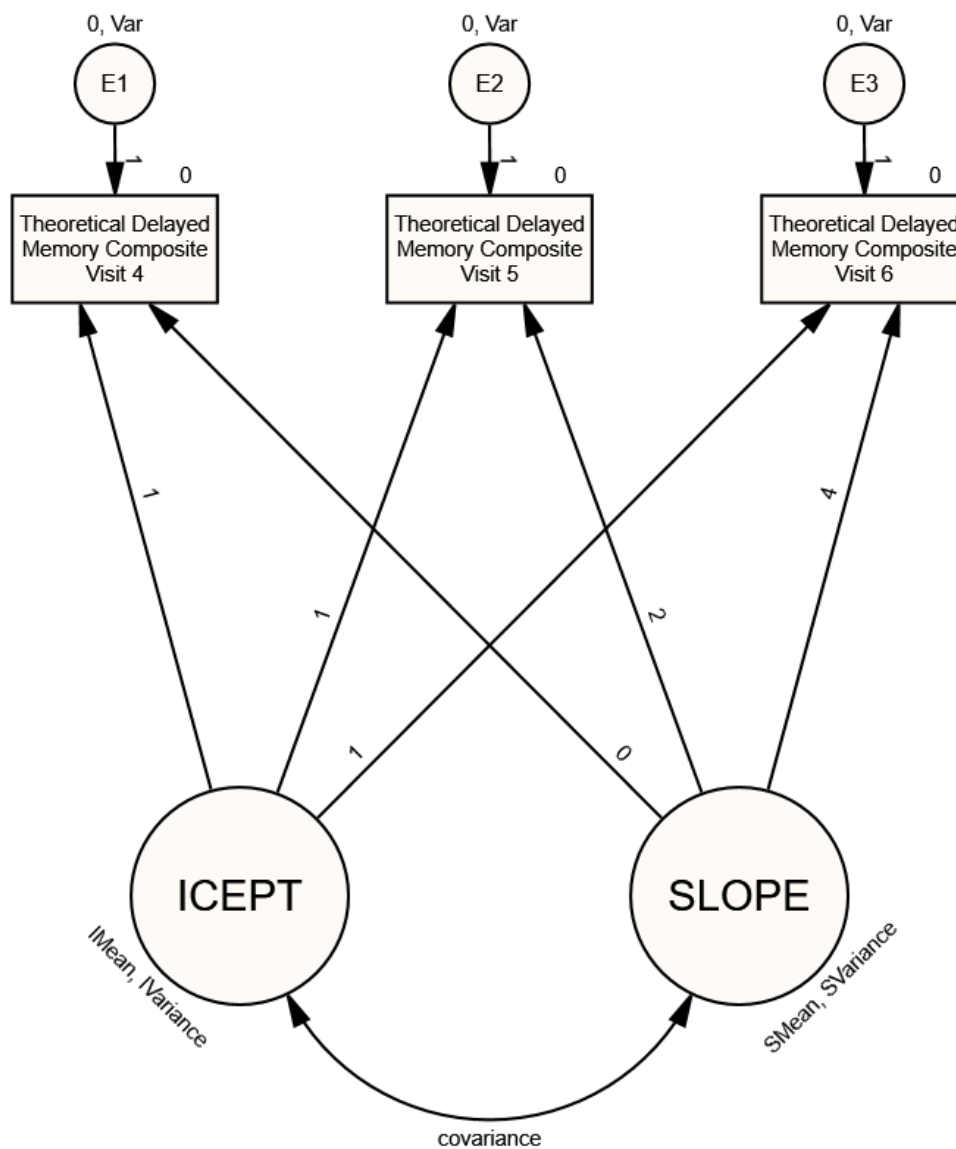 0, Var
0, Var
0, Var
E1
E2
E3
1
1
1
0
0
0
Theoretical Delayed
Memory Composite
Visit 4
Theoretical Delayed
Memory Composite
Visit 5
Theoretical Delayed
Memory Composite
Visit 6
1
4
1
2
1
0
ICEPT
SLOPE
IMean, IVariance
SMean, SVariance
covariance